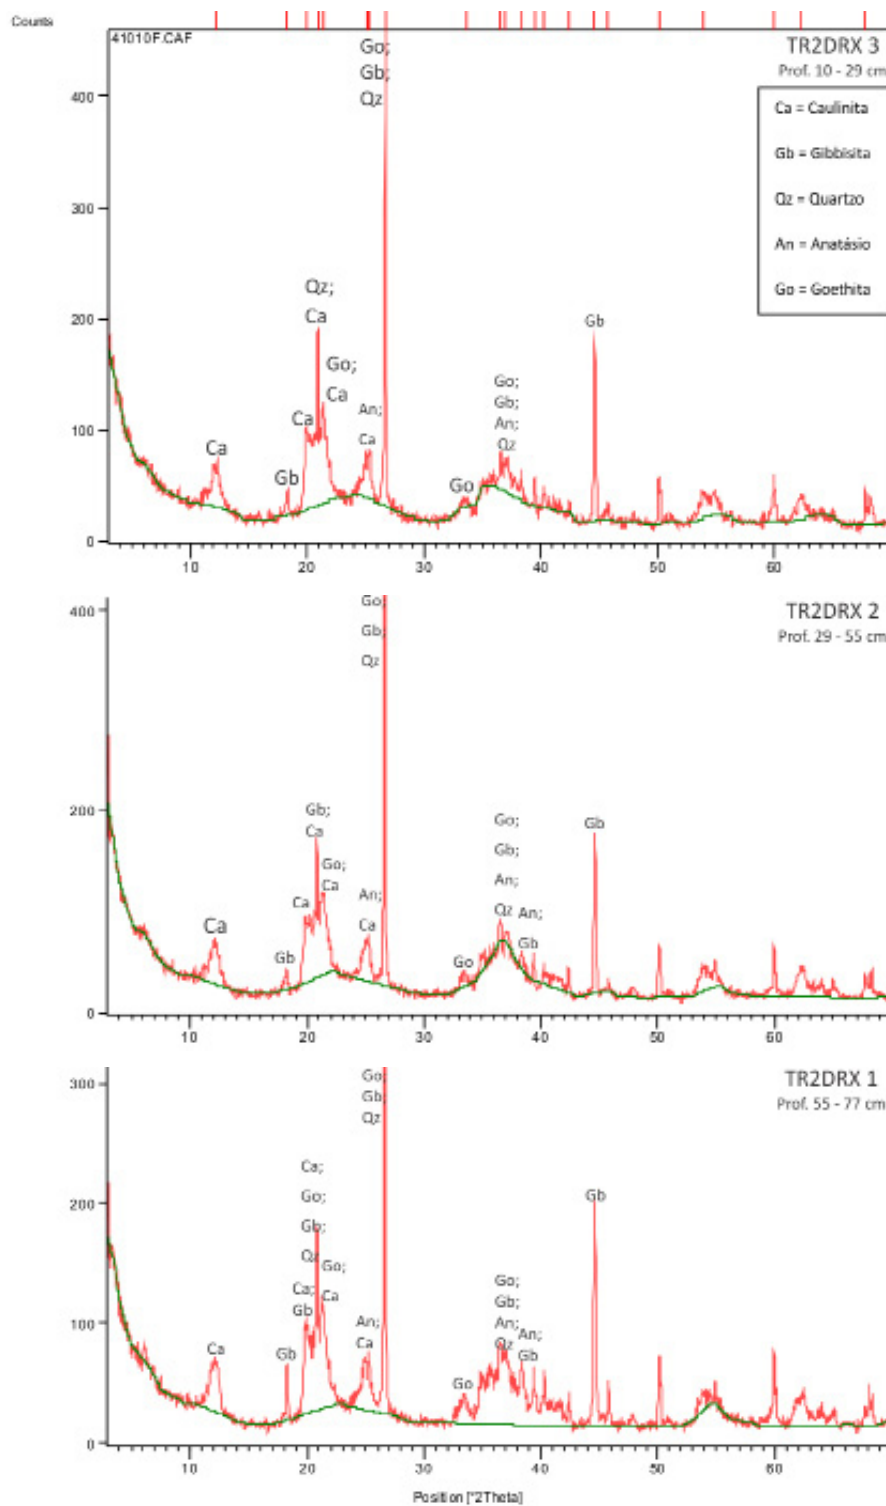 Counts
41010F.CAF
TR2DRX 3
Prof. 10 - 29 cm
Ca = Caulinita
Gb = Gibbisita
Qz = Quartzo
An = Anatásio
Go = Goethita
Go;
Gb;
Qz
Qz;
Ca
Go;
Ca
Ca
An;
Ca
Ca
Gb
Go
Go;
Gb;
An;
Qz
Gb
400
300
200
100
0
10 20 30 40 50 60
TR2DRX 2
Prof. 29 - 55 cm
Go;
Gb;
Qz
Gb;
Ca
Go;
Ca
Ca
An;
Ca
Ca
Gb
Go
Go;
Gb;
An;
Qz
An;
Gb
Gb
400
200
0
10 20 30 40 50 60
TR2DRX 1
Prof. 55 - 77 cm
Go
Gb
Qz
Ca;
Go;
Gb;
Qz
Go;
Ca
Ca;
Gb
An;
Ca
Ca
Gb
Go
Go;
Gb;
An;
Qz
An;
Gb
Gb
300
200
100
0
10 20 30 40 50 60
Position [°2Theta]